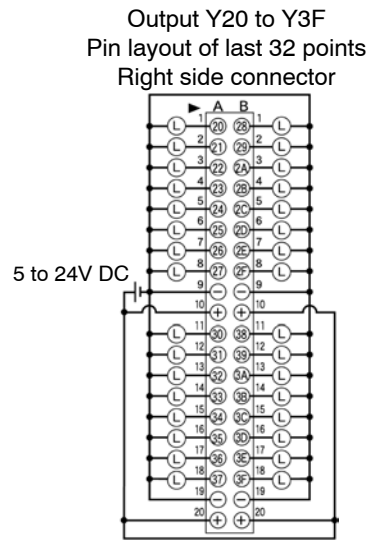 Output Y20 to Y3F
Pin layout of last 32 points
Right side connector
A B
L 1 20 28 1 L
L 2 21 29 2 L
L 3 22 2A 3 L
L 4 23 2B 4 L
L 5 24 2C 5 L
L 6 25 2D 6 L
L 7 26 2E 7 L
L 8 27 2F 8 L
5 to 24V DC
9 − − 9
10 + + 10
L 11 30 38 11 L
L 12 31 39 12 L
L 13 32 3A 13 L
L 14 33 3B 14 L
L 15 34 3C 15 L
L 16 35 3D 16 L
L 17 36 3E 17 L
L 18 37 3F 18 L
19 − − 19
20 + + 20